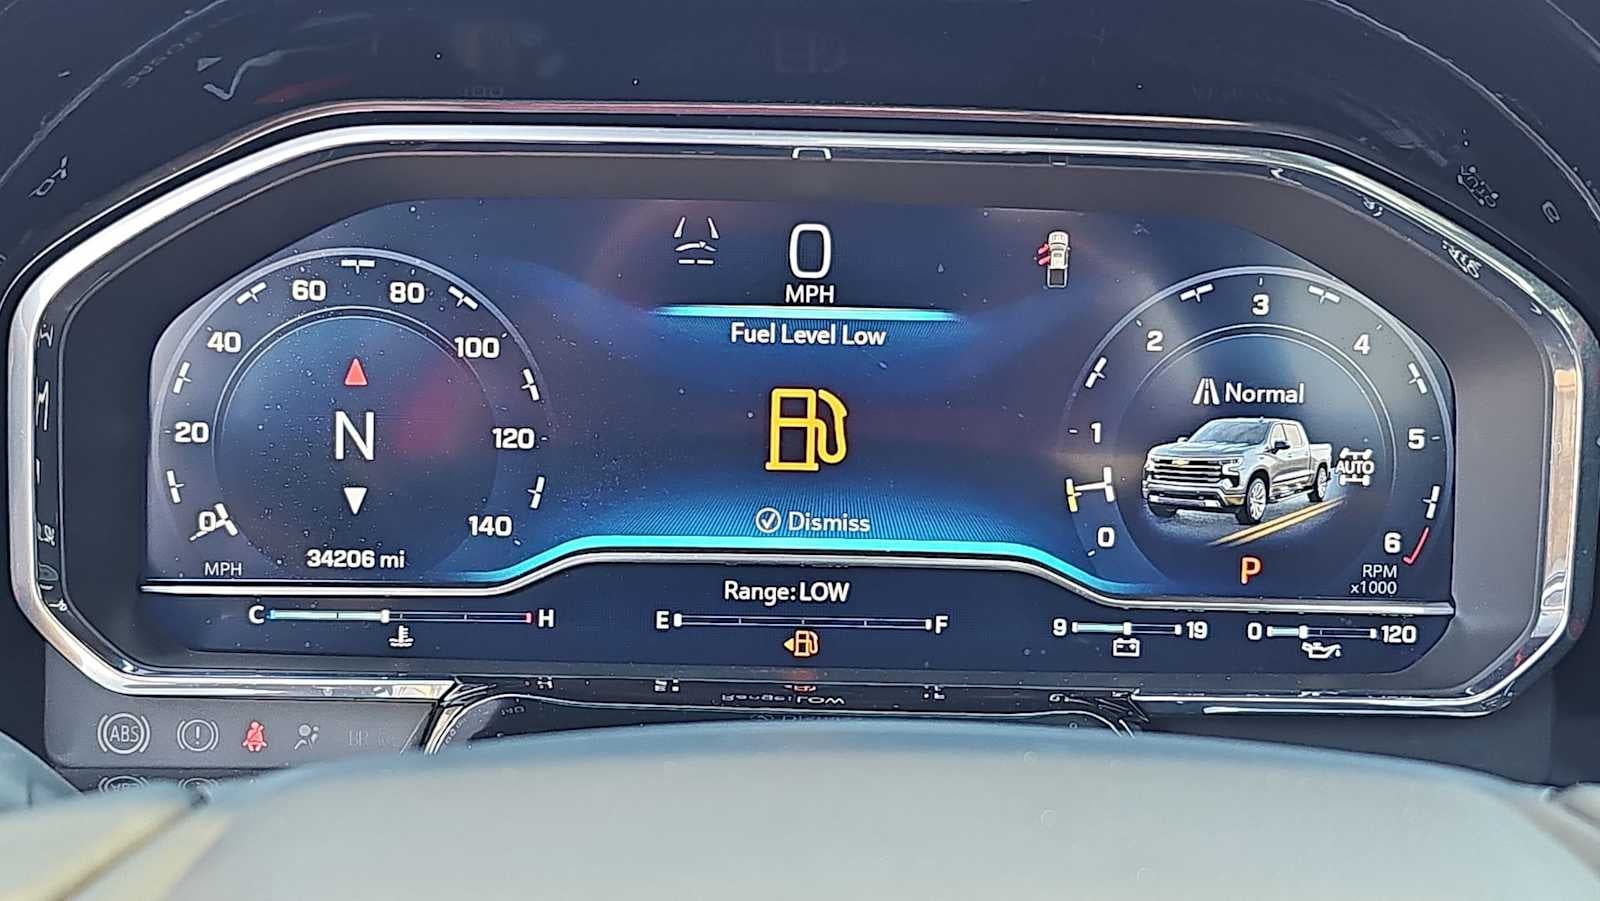 0
MPH
Fuel Level Low
Dismiss
0
20
40
60
80
100
120
140
MPH
N
34206 mi
0
1
2
3
4
5
6
RPM
x1000
Normal
AUTO
P
Range: LOW
C H
E F
9 19
0 120
ABS
!